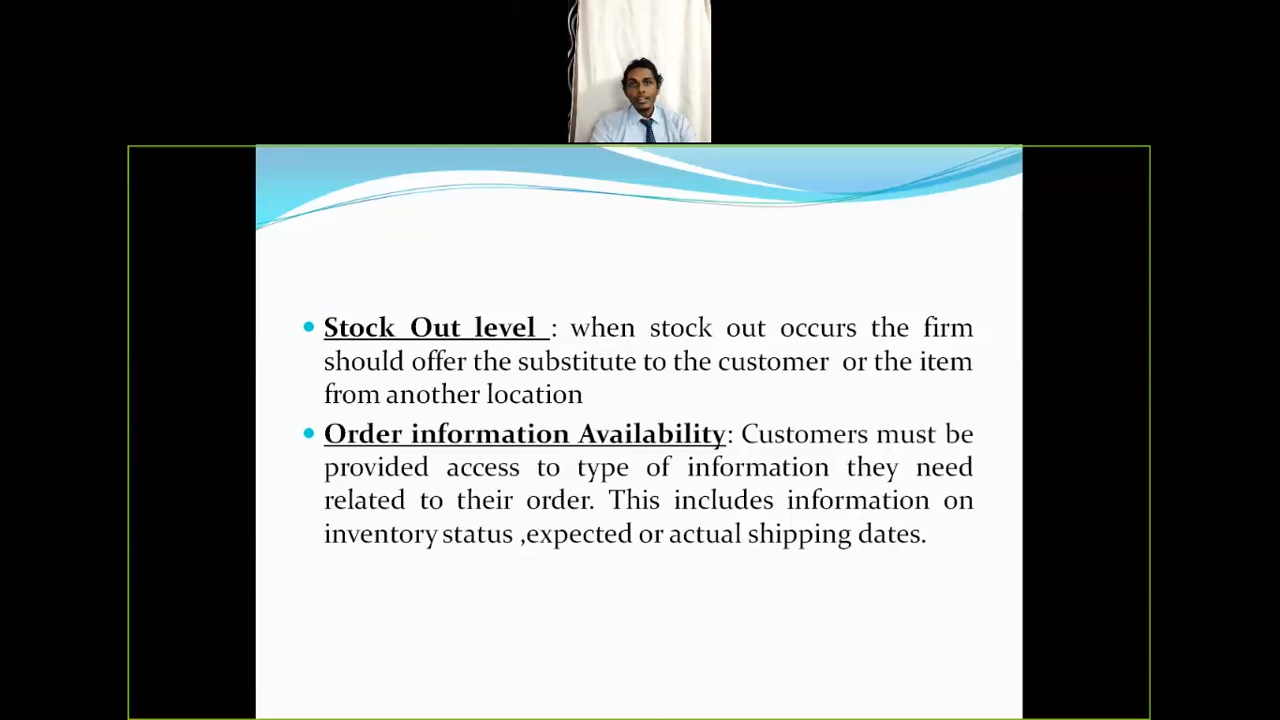 Stock Out level : when stock out occurs the firm
should offer the substitute to the customer or the item
from another location
Order information Availability: Customers must be
provided access to type of information they need
related to their order. This includes information on
inventory status ,expected or actual shipping dates.